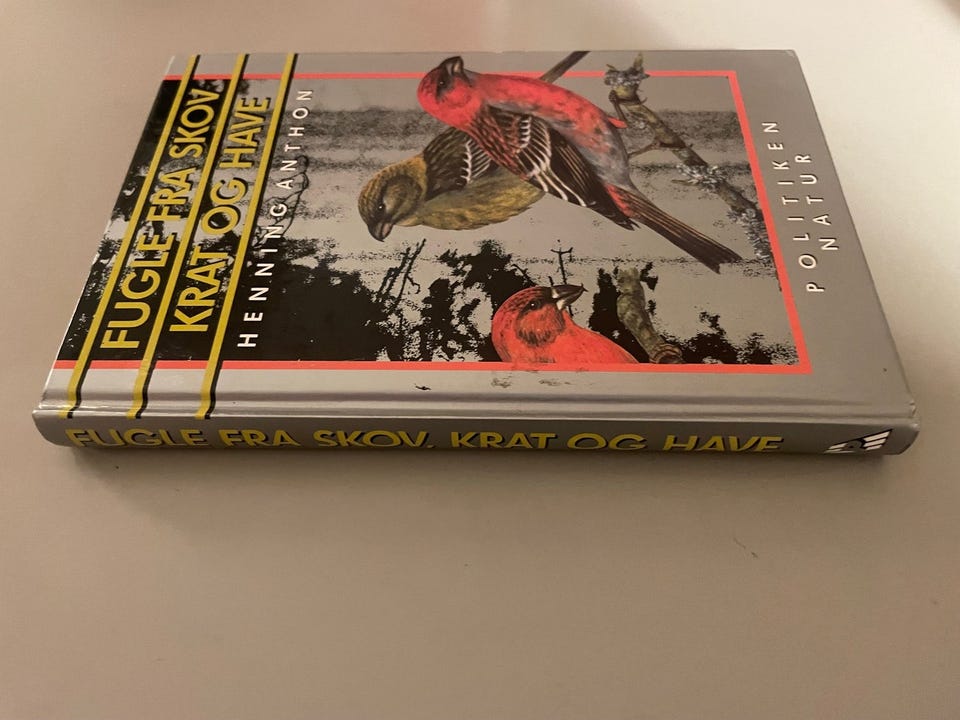 FUGLE FRA SKOV
KRAT OG HAVE
HENNING ANTHON
POLITIKEN
NATUR
FUGLE FRA SKOV, KRAT OG HAVE